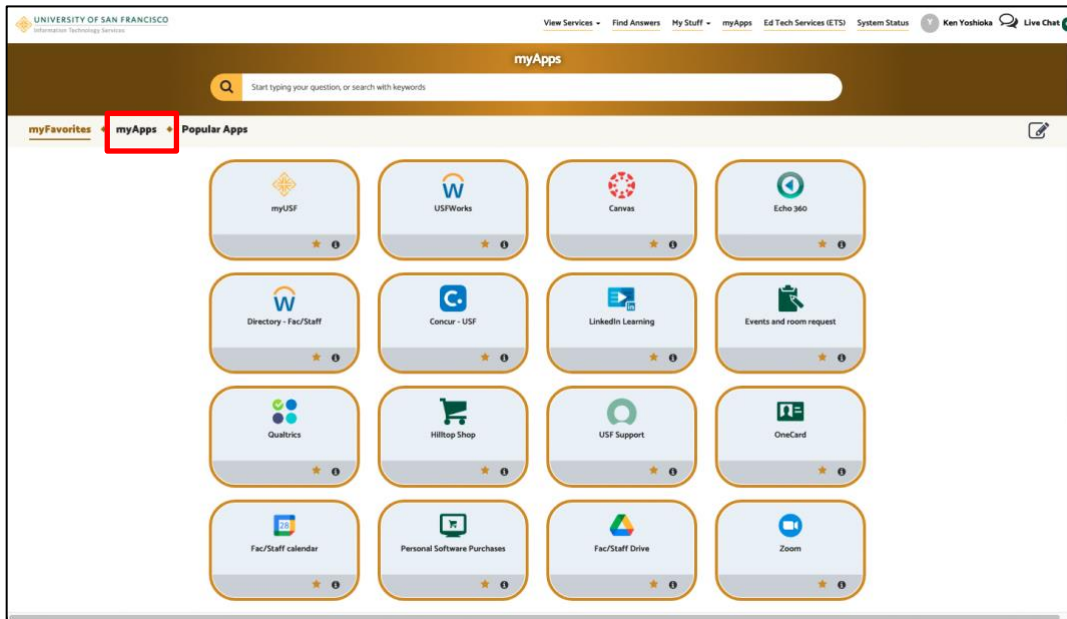 UNIVERSITY OF SAN FRANCISCO
Information Technology Services
View Services
Find Answers
My Stuff
myApps
Ed Tech Services (ETS)
System Status
Y
Ken Yoshioka
Live Chat
myApps
Start typing your question, or search with keywords
myFavorites
myApps
Popular Apps
myUSF
USFWorks
Canvas
Echo 360
Directory - Fac/Staff
Concur - USF
LinkedIn Learning
Events and room request
Qualtrics
Hilltop Shop
USF Support
OneCard
28
Fac/Staff calendar
Personal Software Purchases
Fac/Staff Drive
Zoom